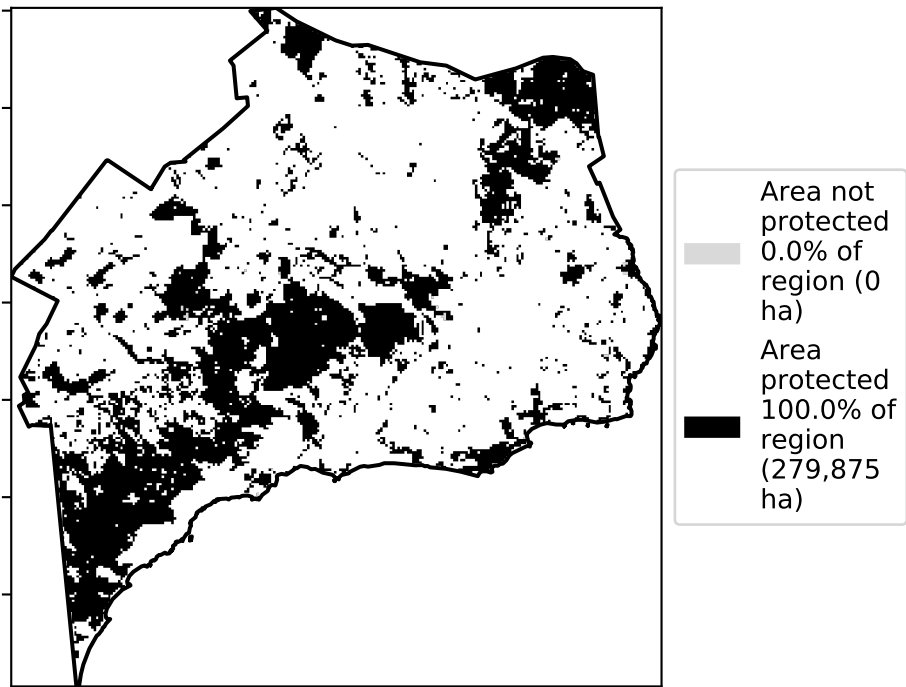 Area not
protected
0.0% of
region (0
ha)
Area
protected
100.0% of
region
(279,875
ha)